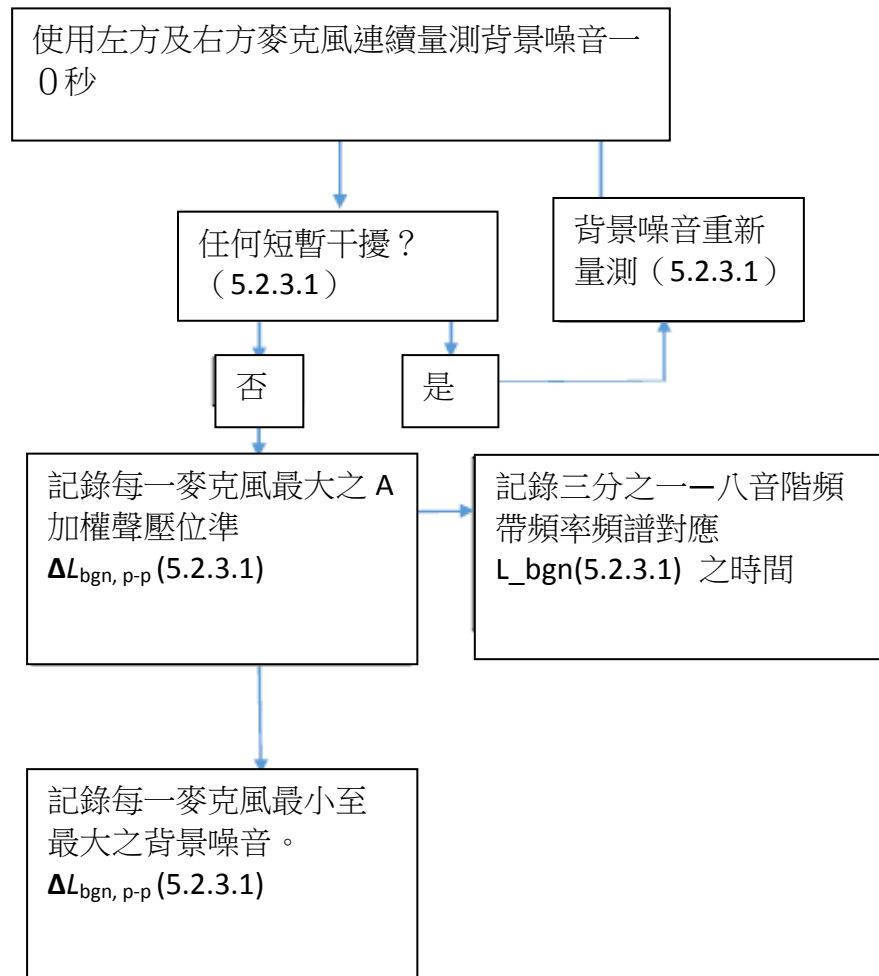 使用左方及右方麥克風連續量測背景噪音一
０秒
任何短暫干擾？
（5.2.3.1）
背景噪音重新
量測（5.2.3.1）
否
是
記錄每一麥克風最大之 A
加權聲壓位準
ΔLbgn, p-p (5.2.3.1)
記錄三分之一—八音階頻
帶頻率頻譜對應
L_bgn(5.2.3.1) 之時間
記錄每一麥克風最小至
最大之背景噪音。
ΔLbgn, p-p (5.2.3.1)